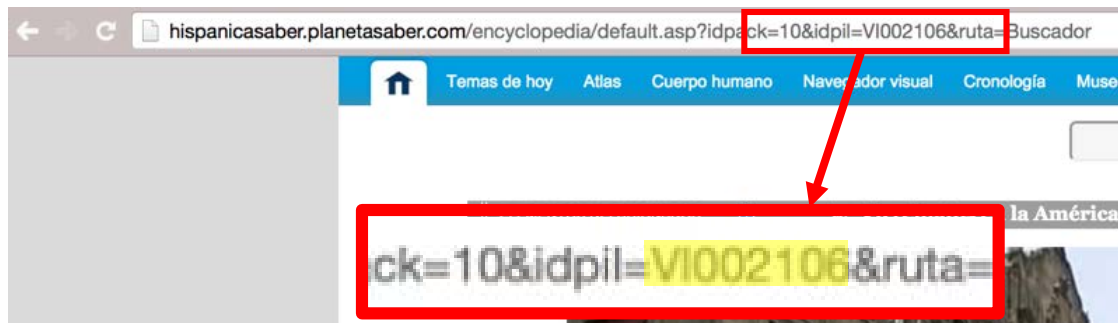 hispanicasaber.planetasaber.com/encyclopedia/default.asp?idpack=10&idpil=VI002106&ruta=Buscador
Temas de hoy Atlas Cuerpo humano Navegador visual Cronología Muse
la América
ck=10&idpil=VI002106&ruta=